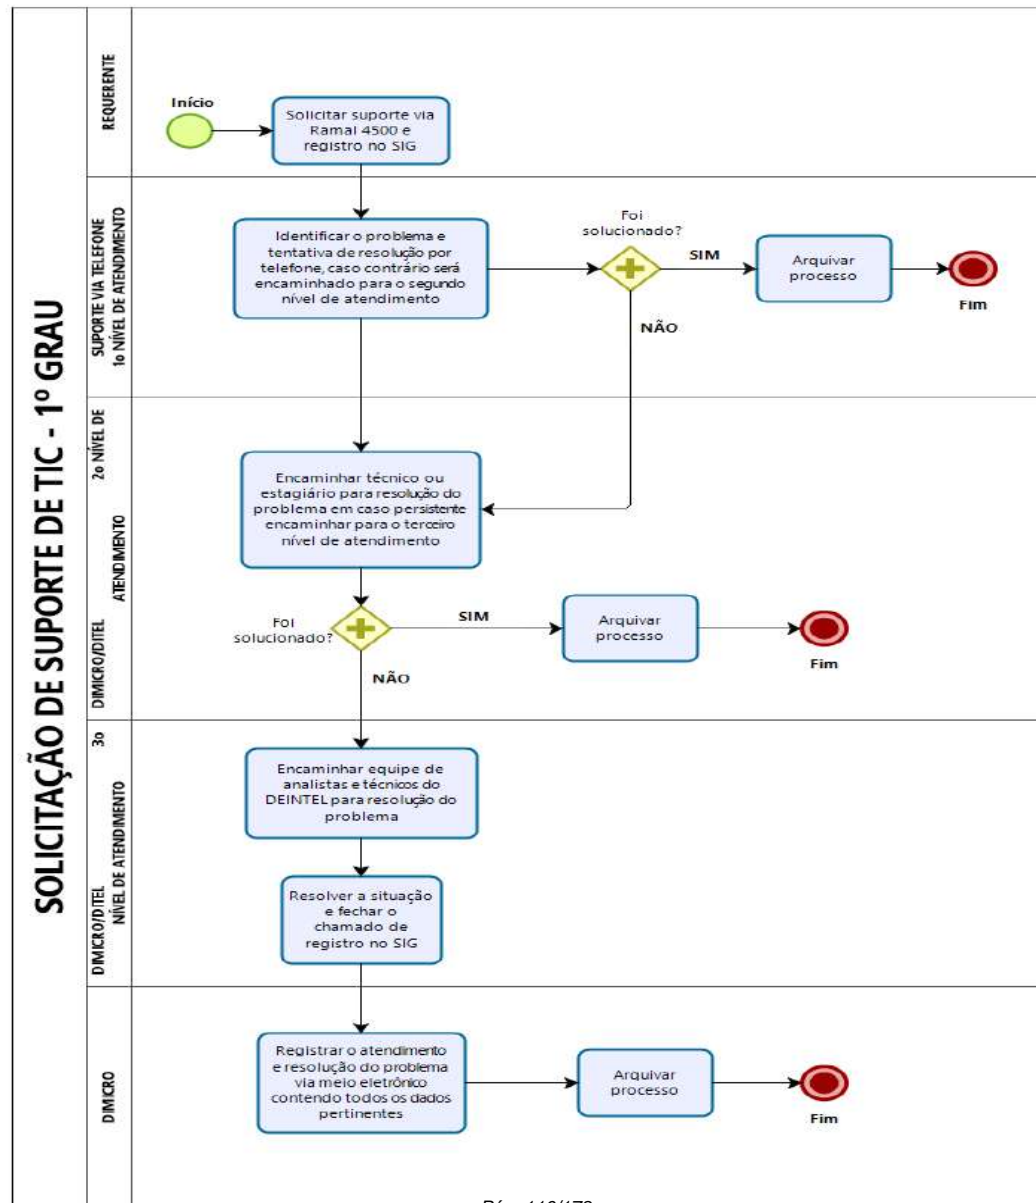 SOLICITAÇÃO DE SUPORTE DE TIC - 1º GRAU
REQUERENTE
Início
Solicitar suporte via
Ramal 4500 e
registro no SIG
SUPORTE VIA TELEFONE
1o NÍVEL DE ATENDIMENTO
Identificar o problema e
tentativa de resolução por
telefone, caso contrário será
encaminhado para o segundo
nível de atendimento
Foi
solucionado?
SIM
NÃO
Arquivar
processo
Fim
DIMICRO/DITEL
2o NÍVEL DE
ATENDIMENTO
Encaminhar técnico ou
estagiário para resolução do
problema em caso persistente
encaminhar para o terceiro
nível de atendimento
Foi
solucionado?
SIM
NÃO
Arquivar
processo
Fim
DIMICRO/DITEL
3o
NÍVEL DE ATENDIMENTO
Encaminhar equipe de
analistas e técnicos do
DEINTEL para resolução do
problema
Resolver a situação
e fechar o
chamado de
registro no SIG
DIMICRO
Registrar o atendimento
e resolução do problema
via meio eletrônico
contendo todos os dados
pertinentes
Arquivar
processo
Fim